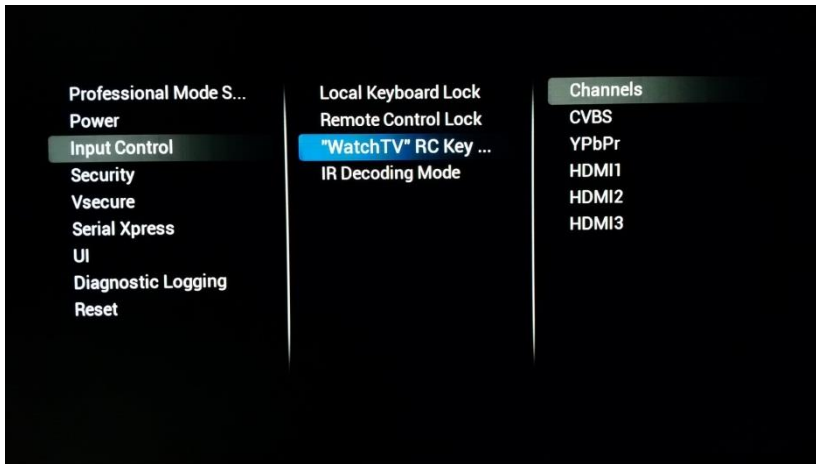 Professional Mode S...
Power
Input Control
Security
Vsecure
Serial Xpress
UI
Diagnostic Logging
Reset
Local Keyboard Lock
Remote Control Lock
"WatchTV" RC Key ...
IR Decoding Mode
Channels
CVBS
YPbPr
HDMI1
HDMI2
HDMI3